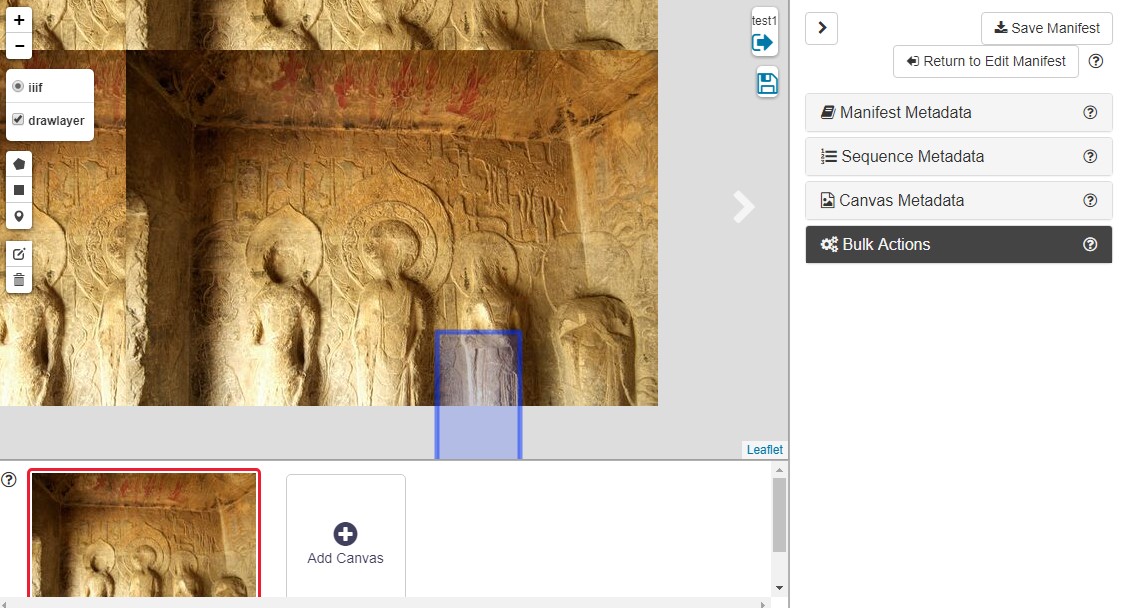 +
−
iiif
drawlayer
test1
Leaflet
Add Canvas
Save Manifest
Return to Edit Manifest
Manifest Metadata
Sequence Metadata
Canvas Metadata
Bulk Actions